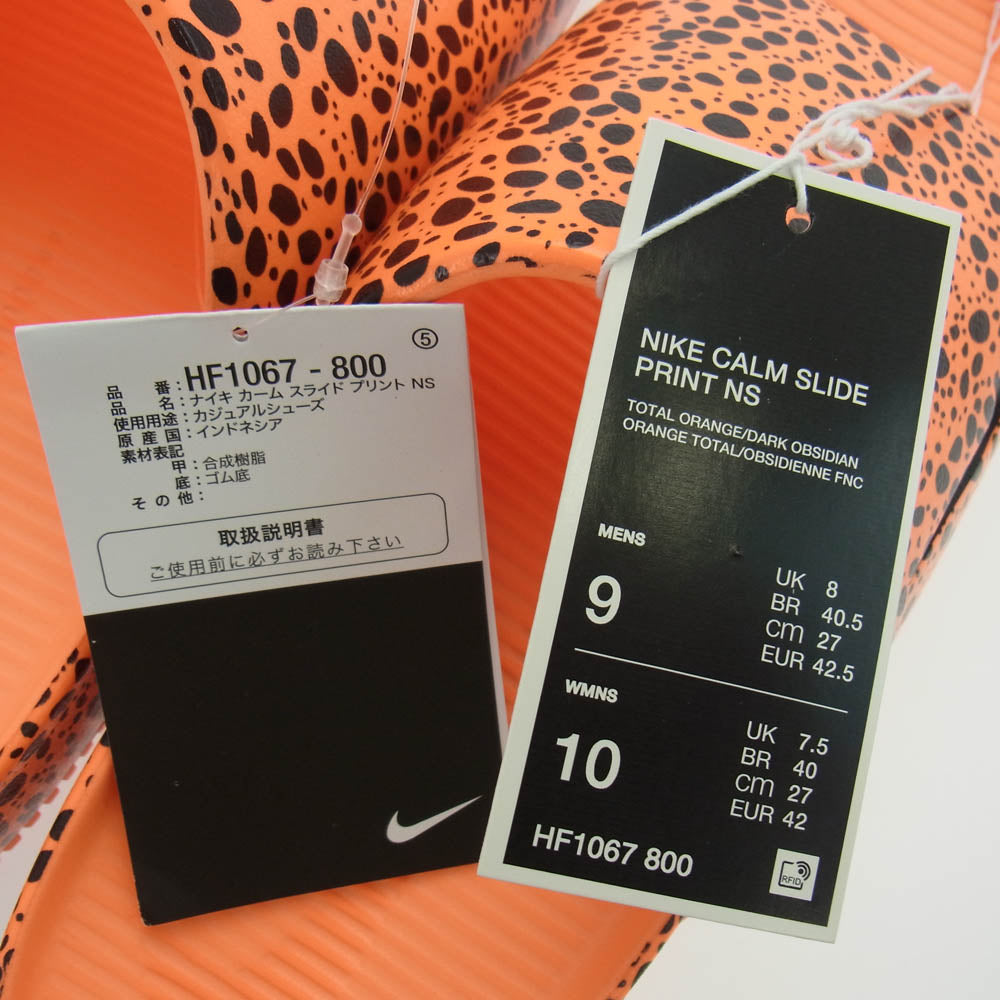 ⑤
品　番：HF1067 - 800
品　名：ナイキ カーム スライド プリント NS
使用用途：カジュアルシューズ
原産国：インドネシア
素材表記
甲：合成樹脂
底：ゴム底
その他：
取扱説明書
ご使用前に必ずお読み下さい
NIKE CALM SLIDE
PRINT NS
TOTAL ORANGE/DARK OBSIDIAN
ORANGE TOTAL/OBSIDIENNE FNC
MENS
9
UK 8
BR 40.5
CM 27
EUR 42.5
WMNS
10
UK 7.5
BR 40
CM 27
EUR 42
HF1067 800
RFID